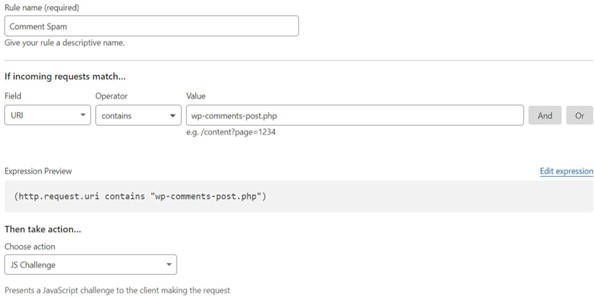 Rule name (required)
Comment Spam
Give your rule a descriptive name.
If incoming requests match...
Field Operator Value
URI contains wp-comments-post.php And Or
e.g. /content?page=1234
Expression Preview Edit expression
(http.request.uri contains "wp-comments-post.php")
Then take action...
Choose action
JS Challenge
Presents a JavaScript challenge to the client making the request